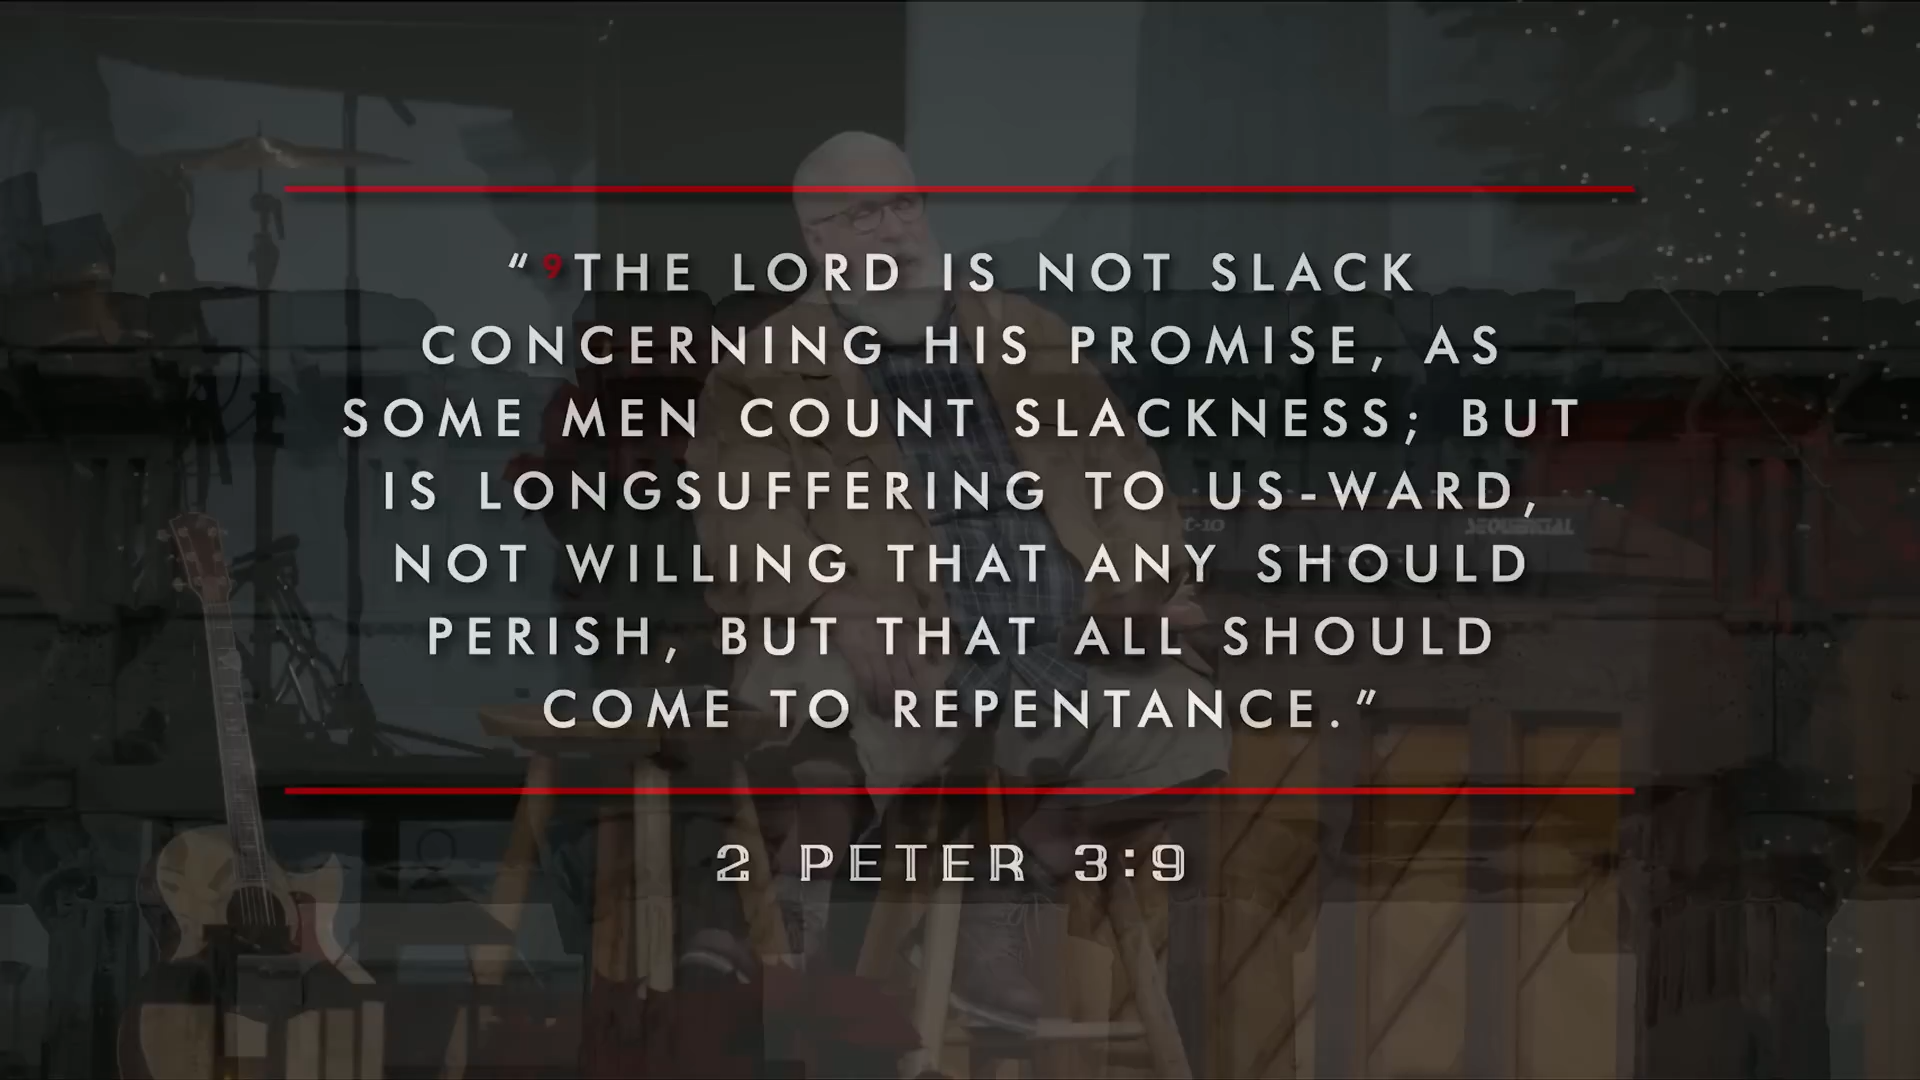 “9THE LORD IS NOT SLACK
CONCERNING HIS PROMISE, AS
SOME MEN COUNT SLACKNESS; BUT
IS LONGSUFFERING TO US-WARD,
NOT WILLING THAT ANY SHOULD
PERISH, BUT THAT ALL SHOULD
COME TO REPENTANCE.”
2 PETER 3:9
SEQUENTIAL